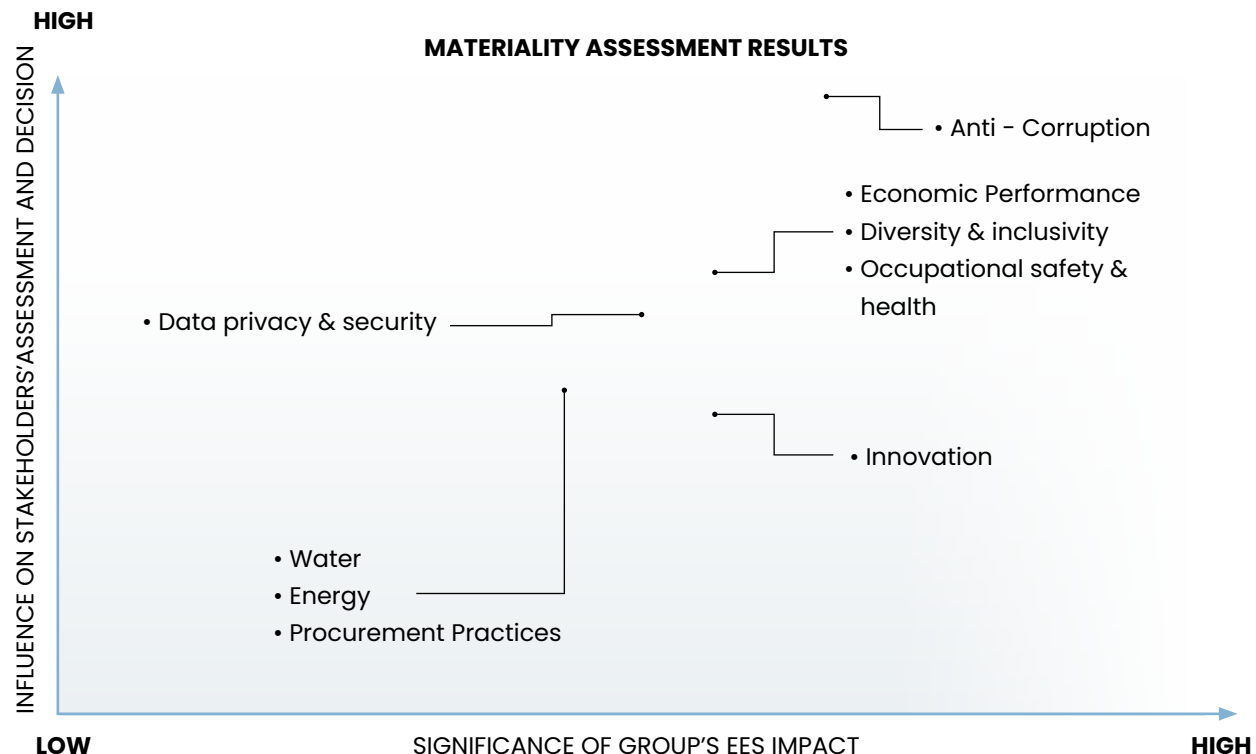 HIGH
MATERIALITY ASSESSMENT RESULTS
INFLUENCE ON STAKEHOLDERS'ASSESSMENT AND DECISION
• Anti - Corruption
• Economic Performance
• Diversity & inclusivity
• Occupational safety &
health
• Data privacy & security
• Innovation
• Water
• Energy
• Procurement Practices
LOW
SIGNIFICANCE OF GROUP'S EES IMPACT
HIGH